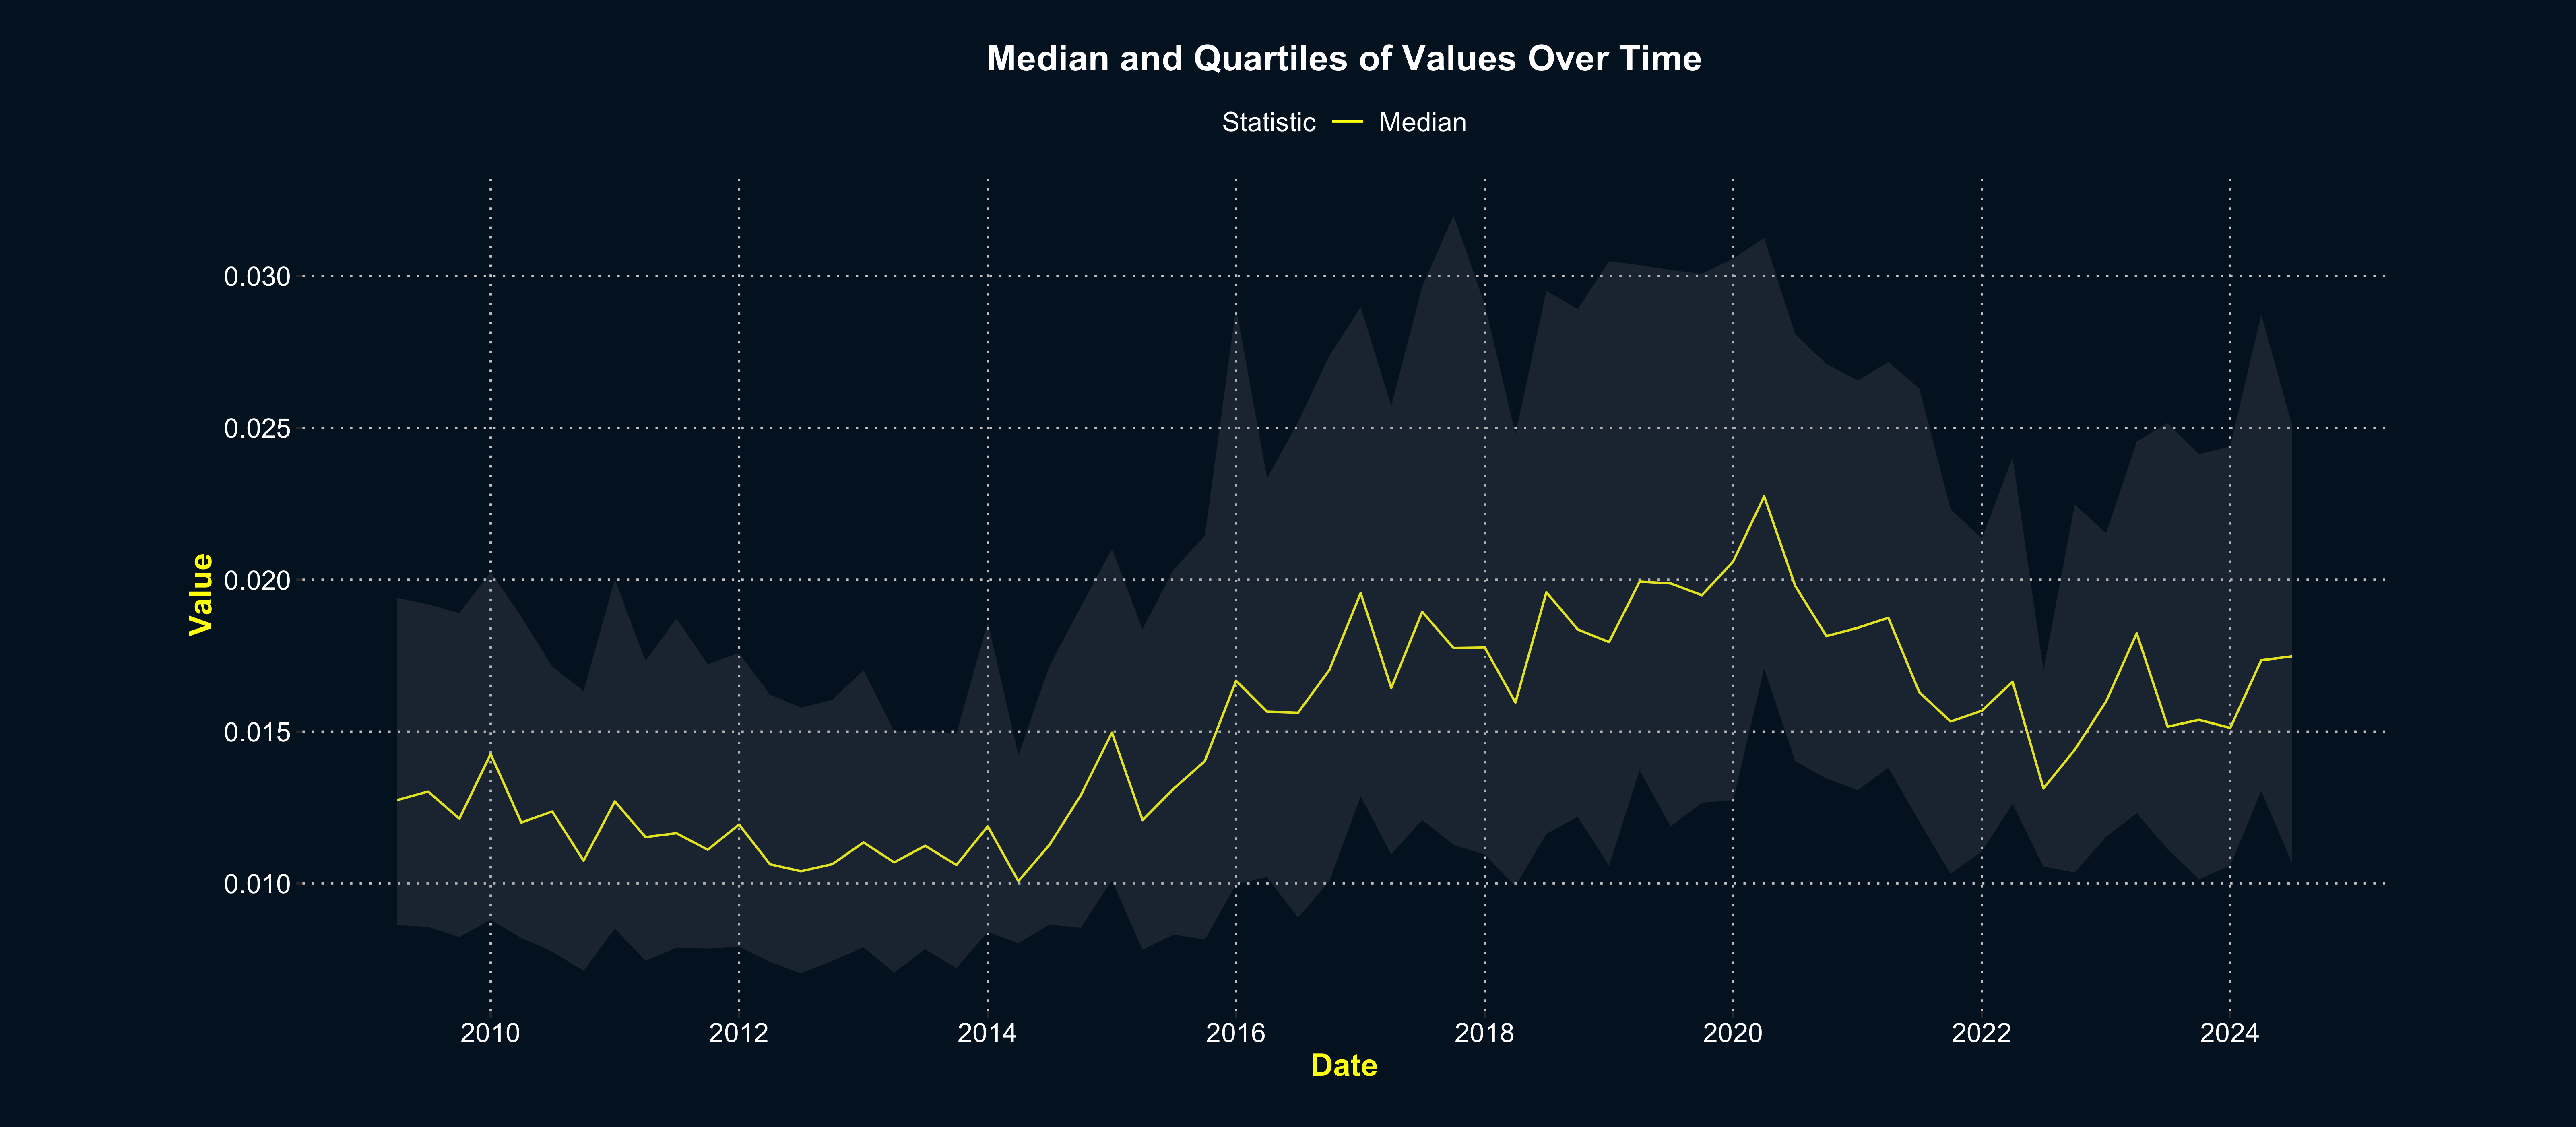 Median and Quartiles of Values Over Time
Statistic Median
0.030
0.025
0.020
0.015
0.010
Value
2010 2012 2014 2016 2018 2020 2022 2024
Date